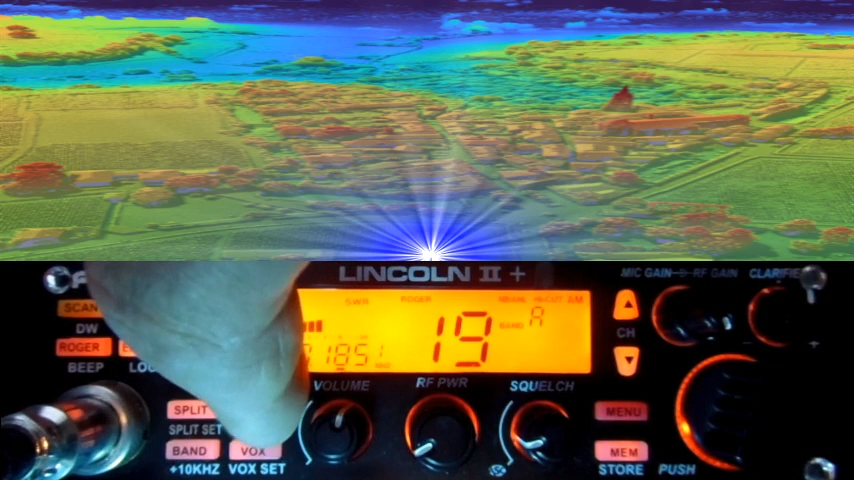 LINCOLN II +
MIC GAIN RF GAIN CLARIFIE
SCAN
SWR ROGER NB/ANL HI-CUT AM
DW
BAND A
19
CH
ROGER
BEEP
VOLUME RF PWR SQUELCH
SPLIT
MENU
SPLIT SET
BAND VOX
MEM
+10KHZ VOX SET
STORE PUSH